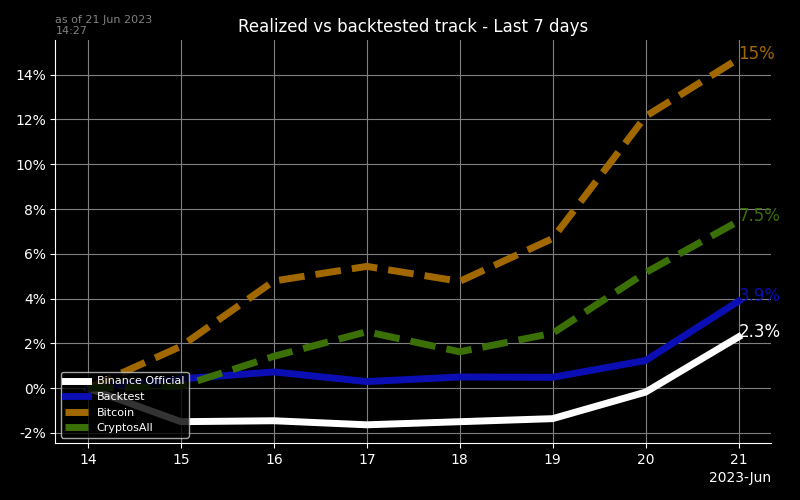 as of 21 Jun 2023
14:27
Realized vs backtested track - Last 7 days
14%
12%
10%
8%
6%
4%
2%
0%
-2%
15%
7.5%
3.9%
2.3%
Binance Official
Backtest
Bitcoin
CryptosAll
14 15 16 17 18 19 20 21
2023-Jun